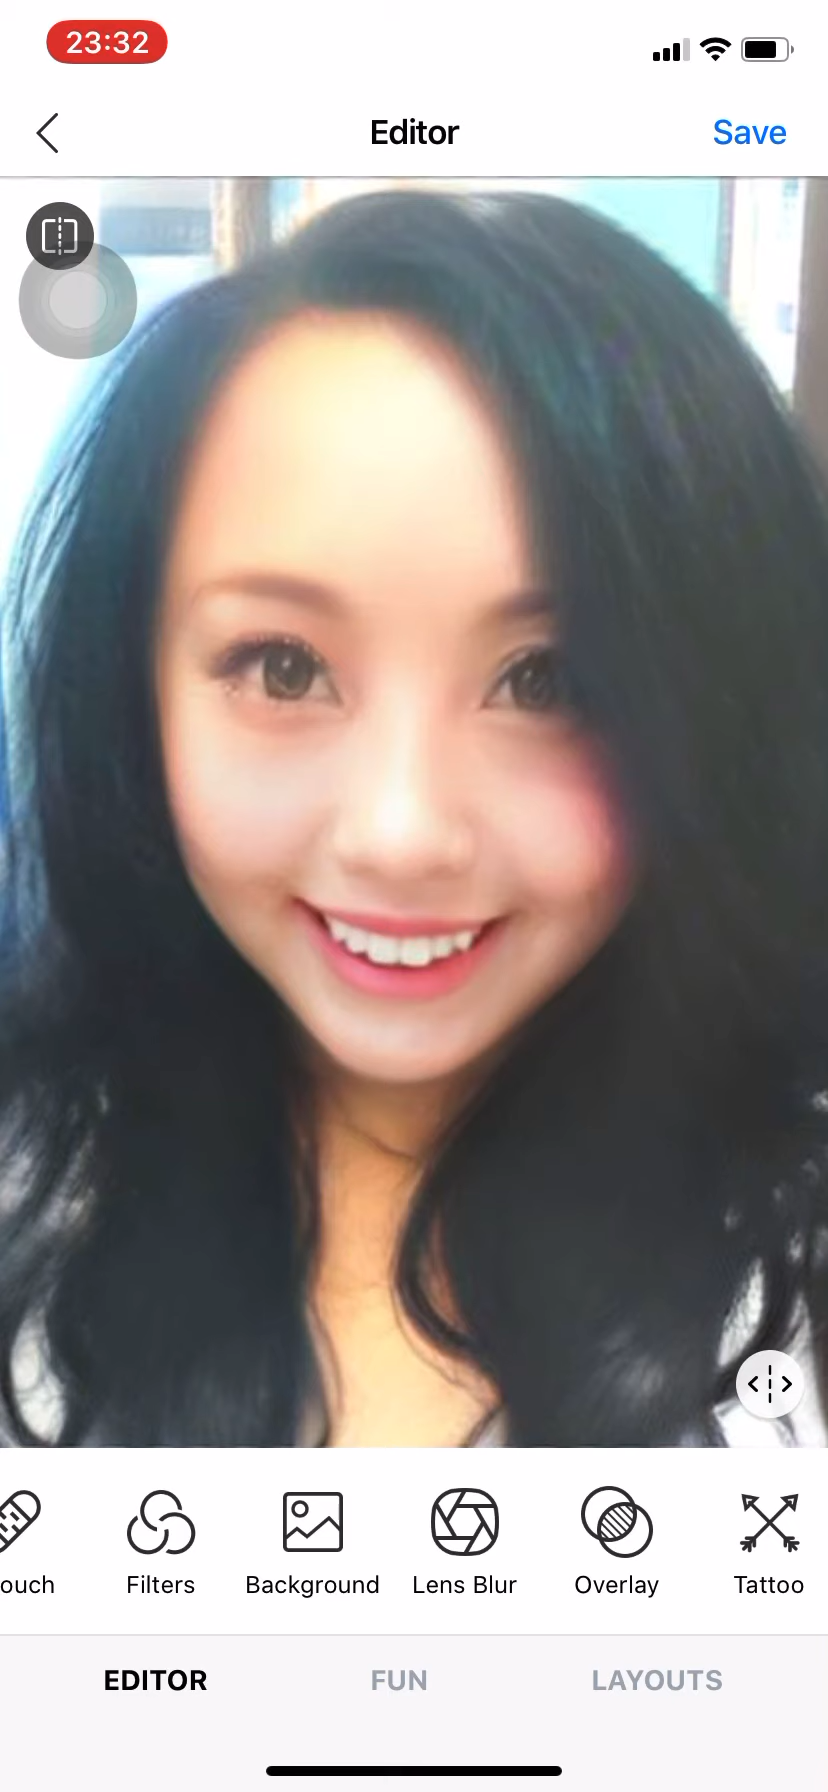 23:32
Editor
Save
ouch
Filters
Background
Lens Blur
Overlay
Tattoo
EDITOR
FUN
LAYOUTS